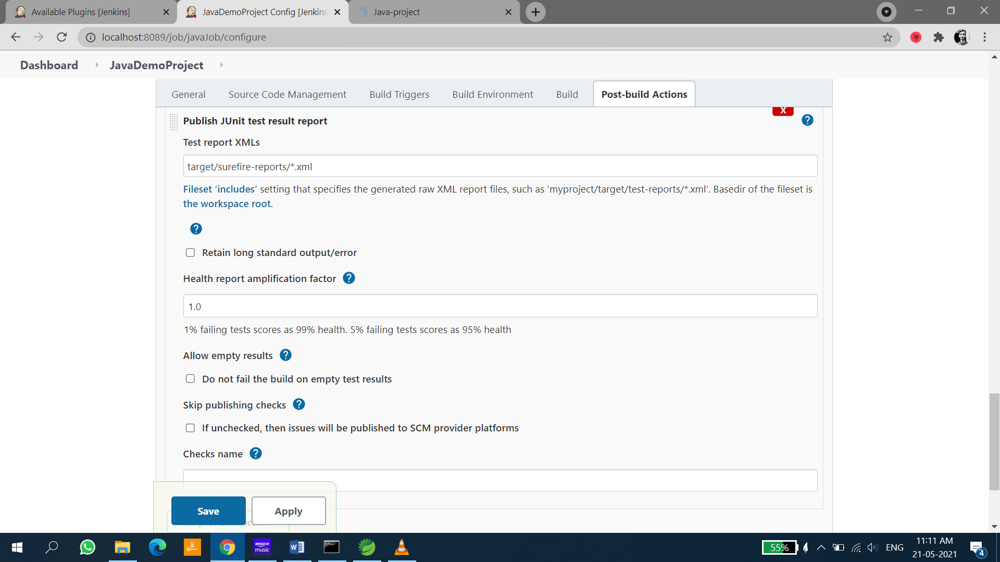 Available Plugins [Jenkins]
JavaDemoProject Config [Jenkins
Java-project
localhost:8089/job/javaJob/configure
Dashboard
JavaDemoProject
General
Source Code Management
Build Triggers
Build Environment
Build
Post-build Actions
X
Publish JUnit test result report
?
Test report XMLs
target/surefire-reports/*.xml
Fileset ‘includes’ setting that specifies the generated raw XML report files, such as ‘myproject/target/test-reports/*.xml’. Basedir of the fileset is
the workspace root.
?
Retain long standard output/error
Health report amplification factor ?
1.0
1% failing tests scores as 99% health. 5% failing tests scores as 95% health
Allow empty results ?
Do not fail the build on empty test results
Skip publishing checks ?
If unchecked, then issues will be published to SCM provider platforms
Checks name ?
Save
Apply
amazon
music
55%
ENG
11:11 AM
21-05-2021
4